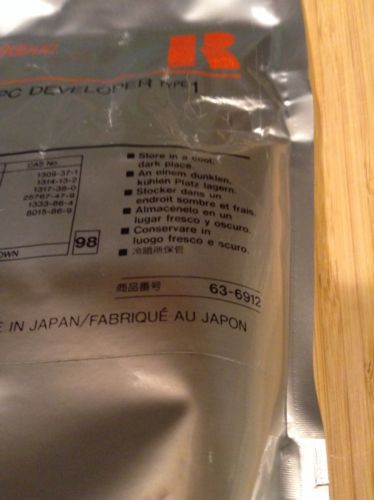 R
PC DEVELOPER TYPE 1
CAS No
1309-37-1
1314-13-2
1317-38-0
25767-47-9
1333-86-4
8015-86-9
OWN
98
■ Store in a cool,
dark place.
■ An einem dunklen,
kühlen Platz lagern.
■ Stocker dans un
endroit sombre et frais.
■ Almacenelo en un
lugar fresco y oscuro.
■ Conservare in
luogo fresco e oscuro.
■ 冷暗所保管
商品番号 63-6912
E IN JAPAN/FABRIQUÉ AU JAPON